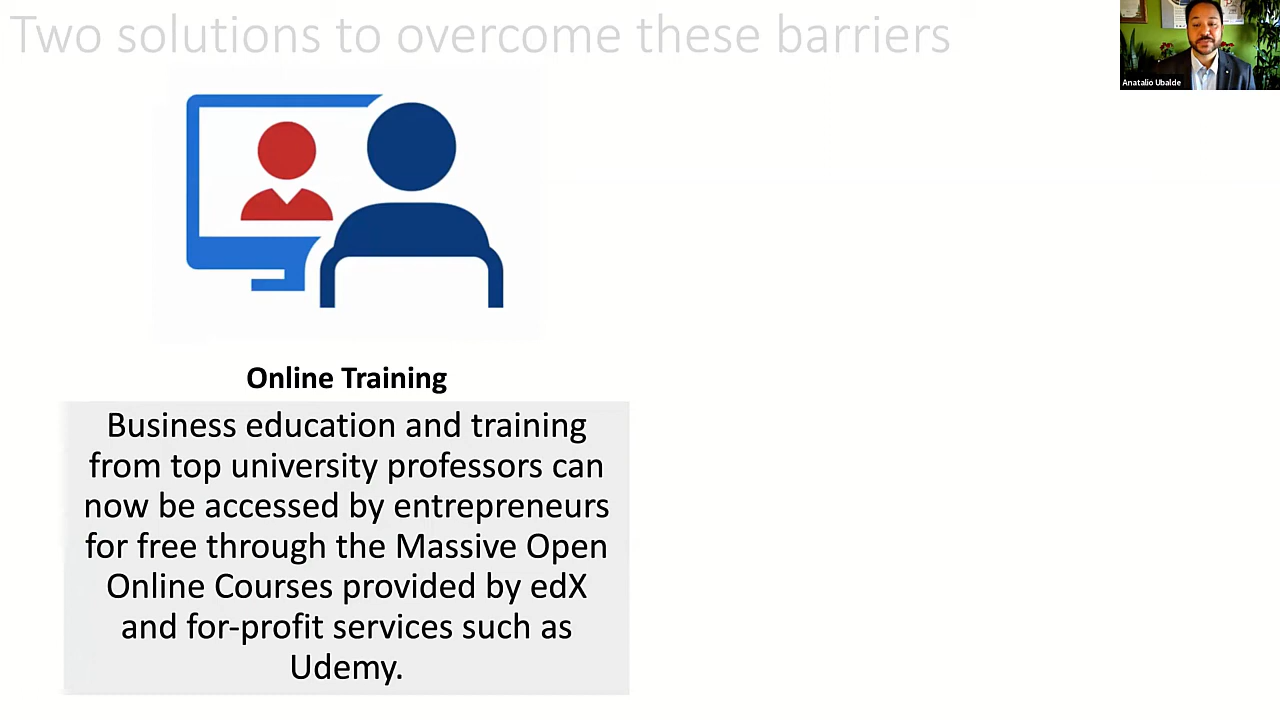 Two solutions to overcome these barriers
Anatalio Ubalde
Online Training
Business education and training
from top university professors can
now be accessed by entrepreneurs
for free through the Massive Open
Online Courses provided by edX
and for-profit services such as
Udemy.